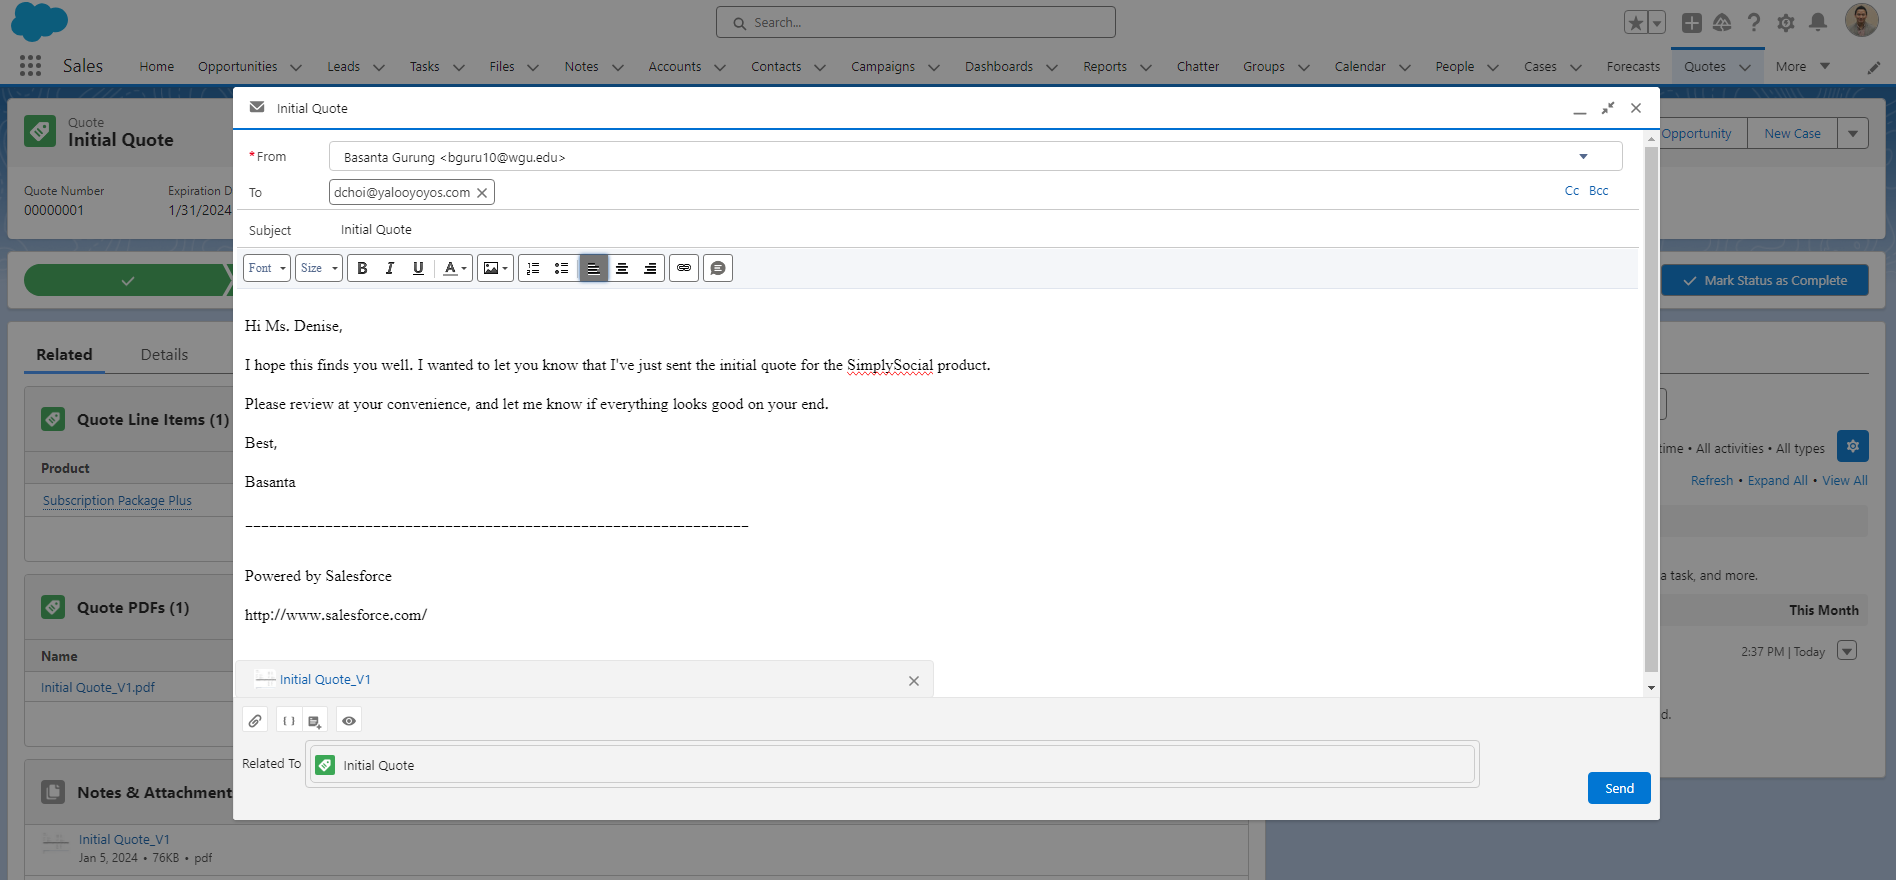 Search...
Sales
Home
Opportunities
Leads
Tasks
Files
Notes
Accounts
Contacts
Campaigns
Dashboards
Reports
Chatter
Groups
Calendar
People
Cases
Forecasts
Quotes
More
Quote
Initial Quote
Opportunity
New Case
Quote Number
Expiration D
00000001
1/31/2024
Mark Status as Complete
Related
Details
Quote Line Items (1)
Product
Subscription Package Plus
Quote PDFs (1)
Name
Initial Quote_V1.pdf
Notes & Attachment
Initial Quote_V1
Jan 5, 2024 • 76KB • pdf
Initial Quote
*From
Basanta Gurung <bguru10@wgu.edu>
To
dchoi@yalooyoyos.com
Cc
Bcc
Subject
Initial Quote
Font
Size
B
I
U
A
Hi Ms. Denise,
I hope this finds you well. I wanted to let you know that I've just sent the initial quote for the SimplySocial product.
Please review at your convenience, and let me know if everything looks good on your end.
Best,
Basanta
_______________________________________________________________
Powered by Salesforce
http://www.salesforce.com/
Initial Quote_V1
Related To
Initial Quote
Send
time • All activities • All types
Refresh • Expand All • View All
a task, and more.
This Month
2:37 PM | Today
d.